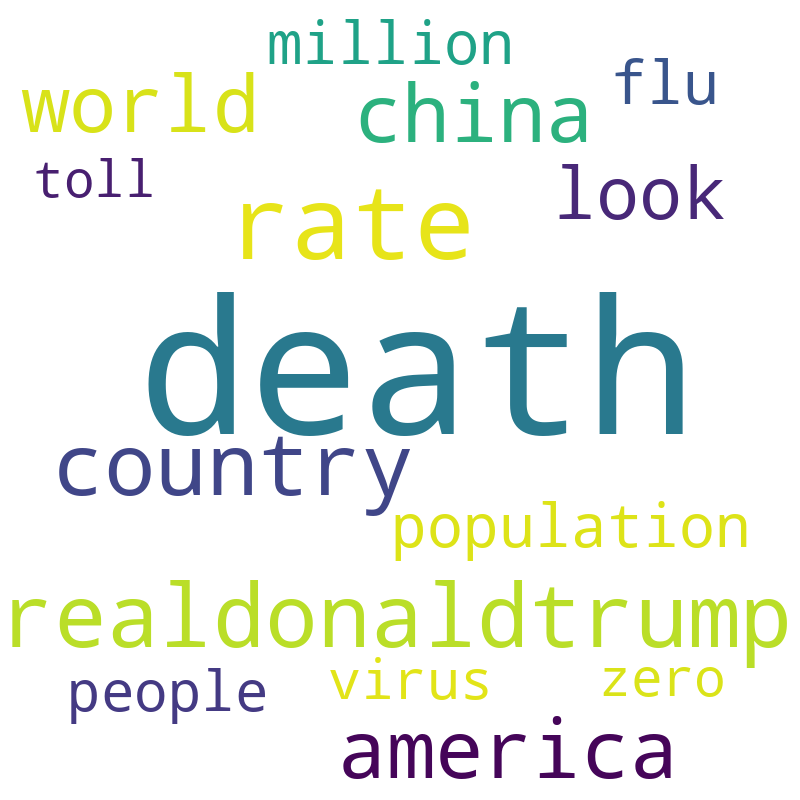 million
flu
world
china
toll
look
rate
death
country
population
realdonaldtrump
people
virus
zero
america